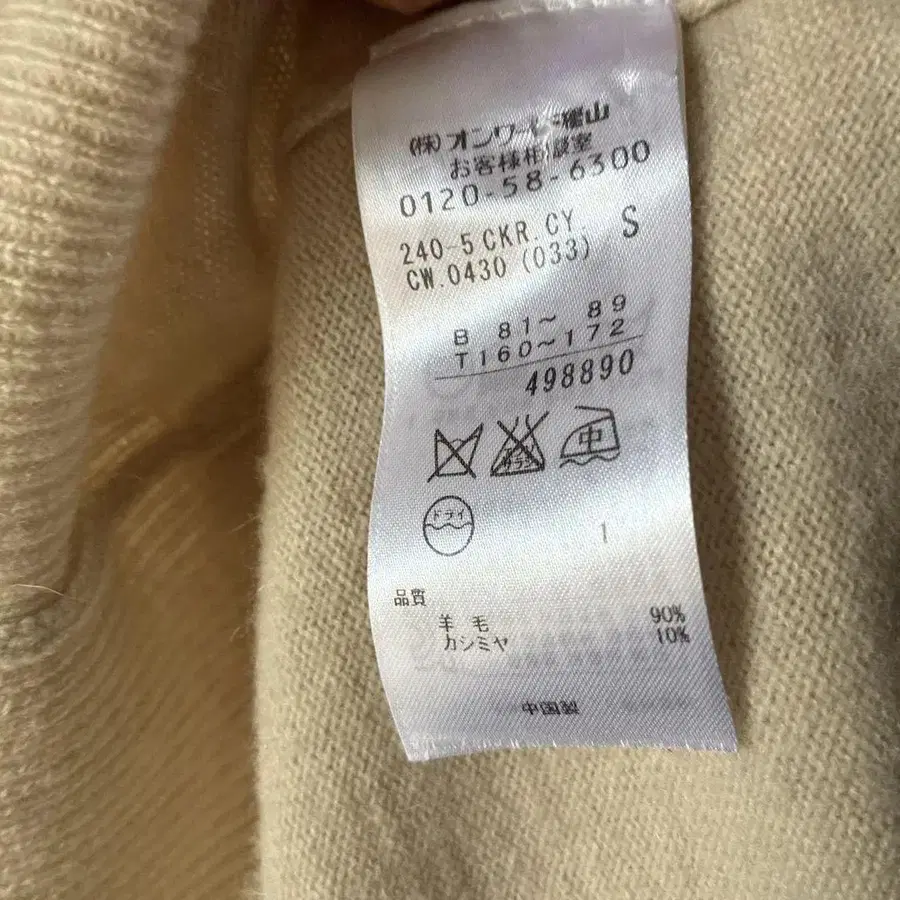 (株)オンワード樫山
お客様相談室
0120-58-6300
240-5 CKR.CY. S
CW.0430 (033)
B 81～ 89
T160～172
498890
中
ドライ
1
品質
羊毛 90%
カシミヤ 10%
中国製